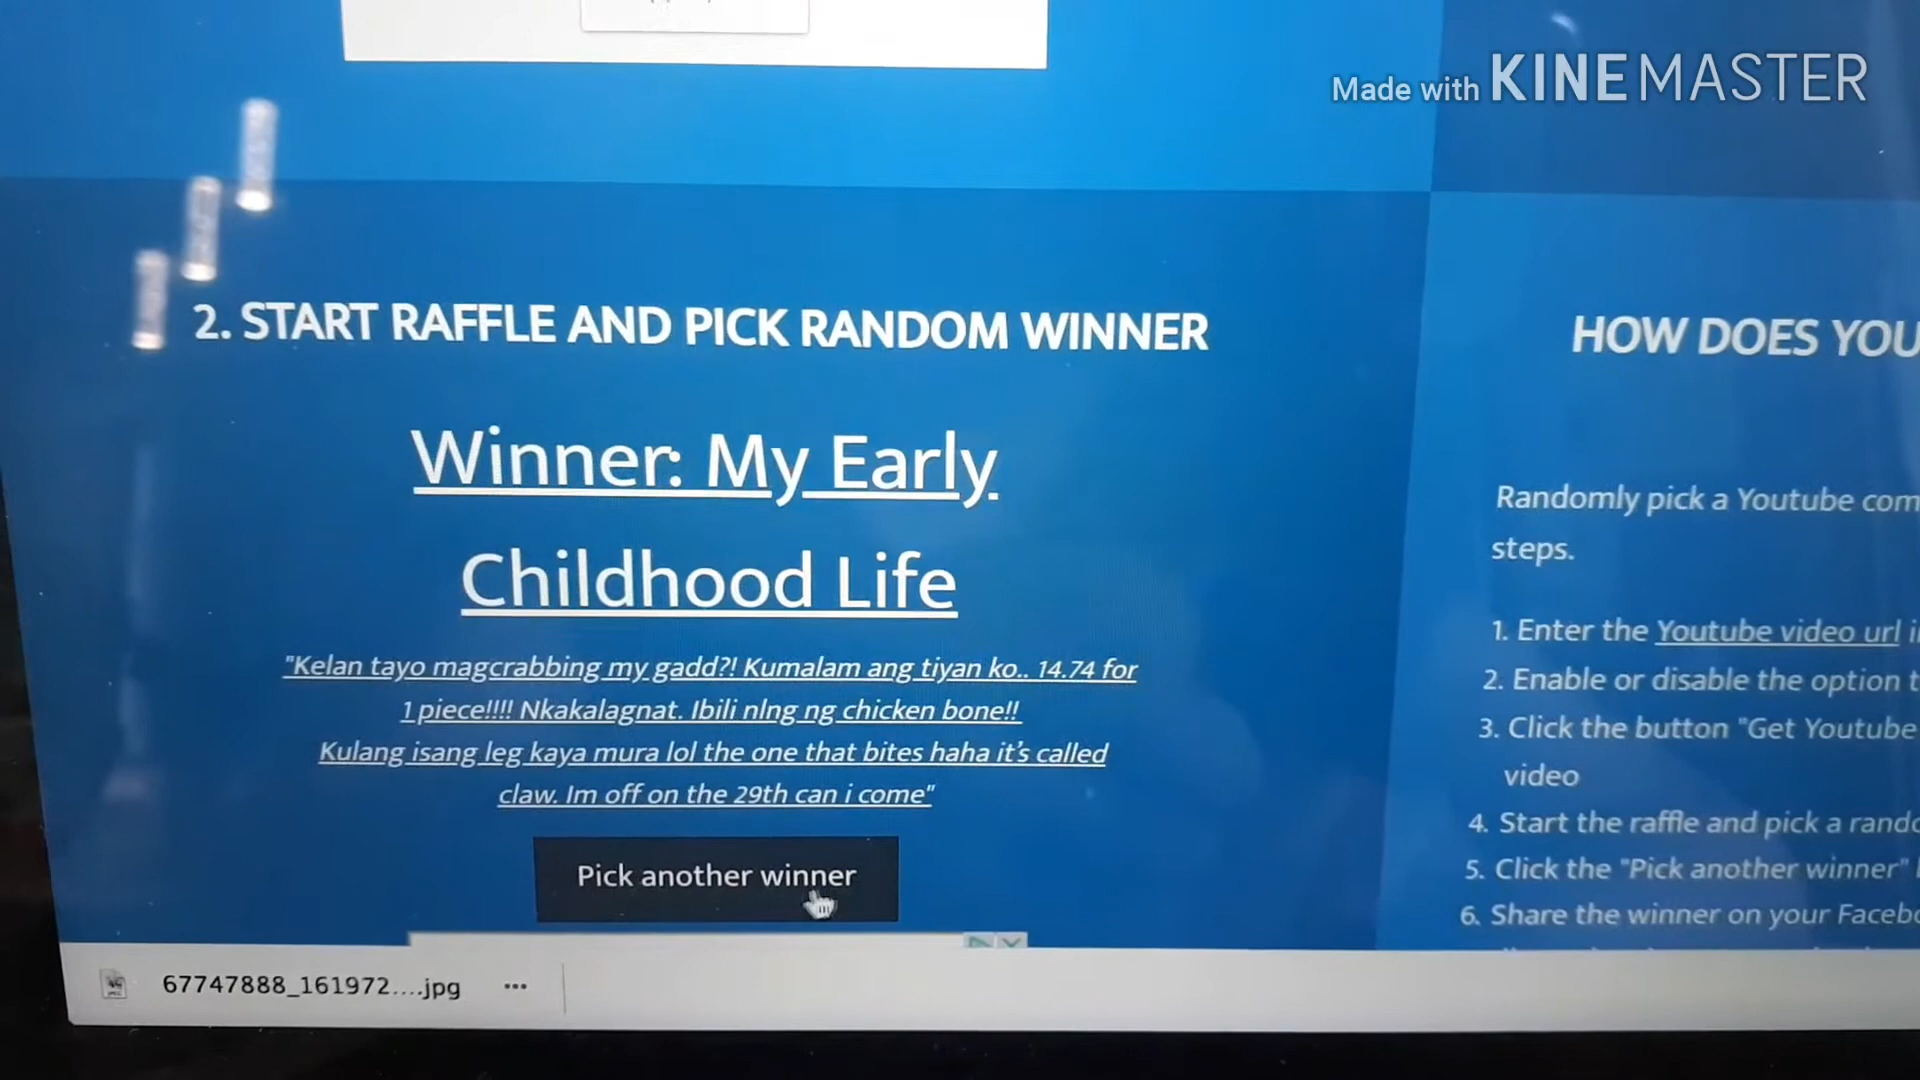 Made with KINEMASTER
2. START RAFFLE AND PICK RANDOM WINNER
Winner: My Early
Childhood Life
"Kelan tayo magcrabbing my gadd?! Kumalam ang tiyan ko.. 14.74 for
1 piece!!!! Nkakalagnat. Ibili nlng ng chicken bone!!
Kulang isang leg kaya mura lol the one that bites haha it's called
claw. Im off on the 29th can i come"
Pick another winner
67747888_161972....jpg
HOW DOES YOU
Randomly pick a Youtube com
steps.
1. Enter the Youtube video url i
2. Enable or disable the option t
3. Click the button "Get Youtube
video
4. Start the raffle and pick a rando
5. Click the "Pick another winner"
6. Share the winner on your Facebo